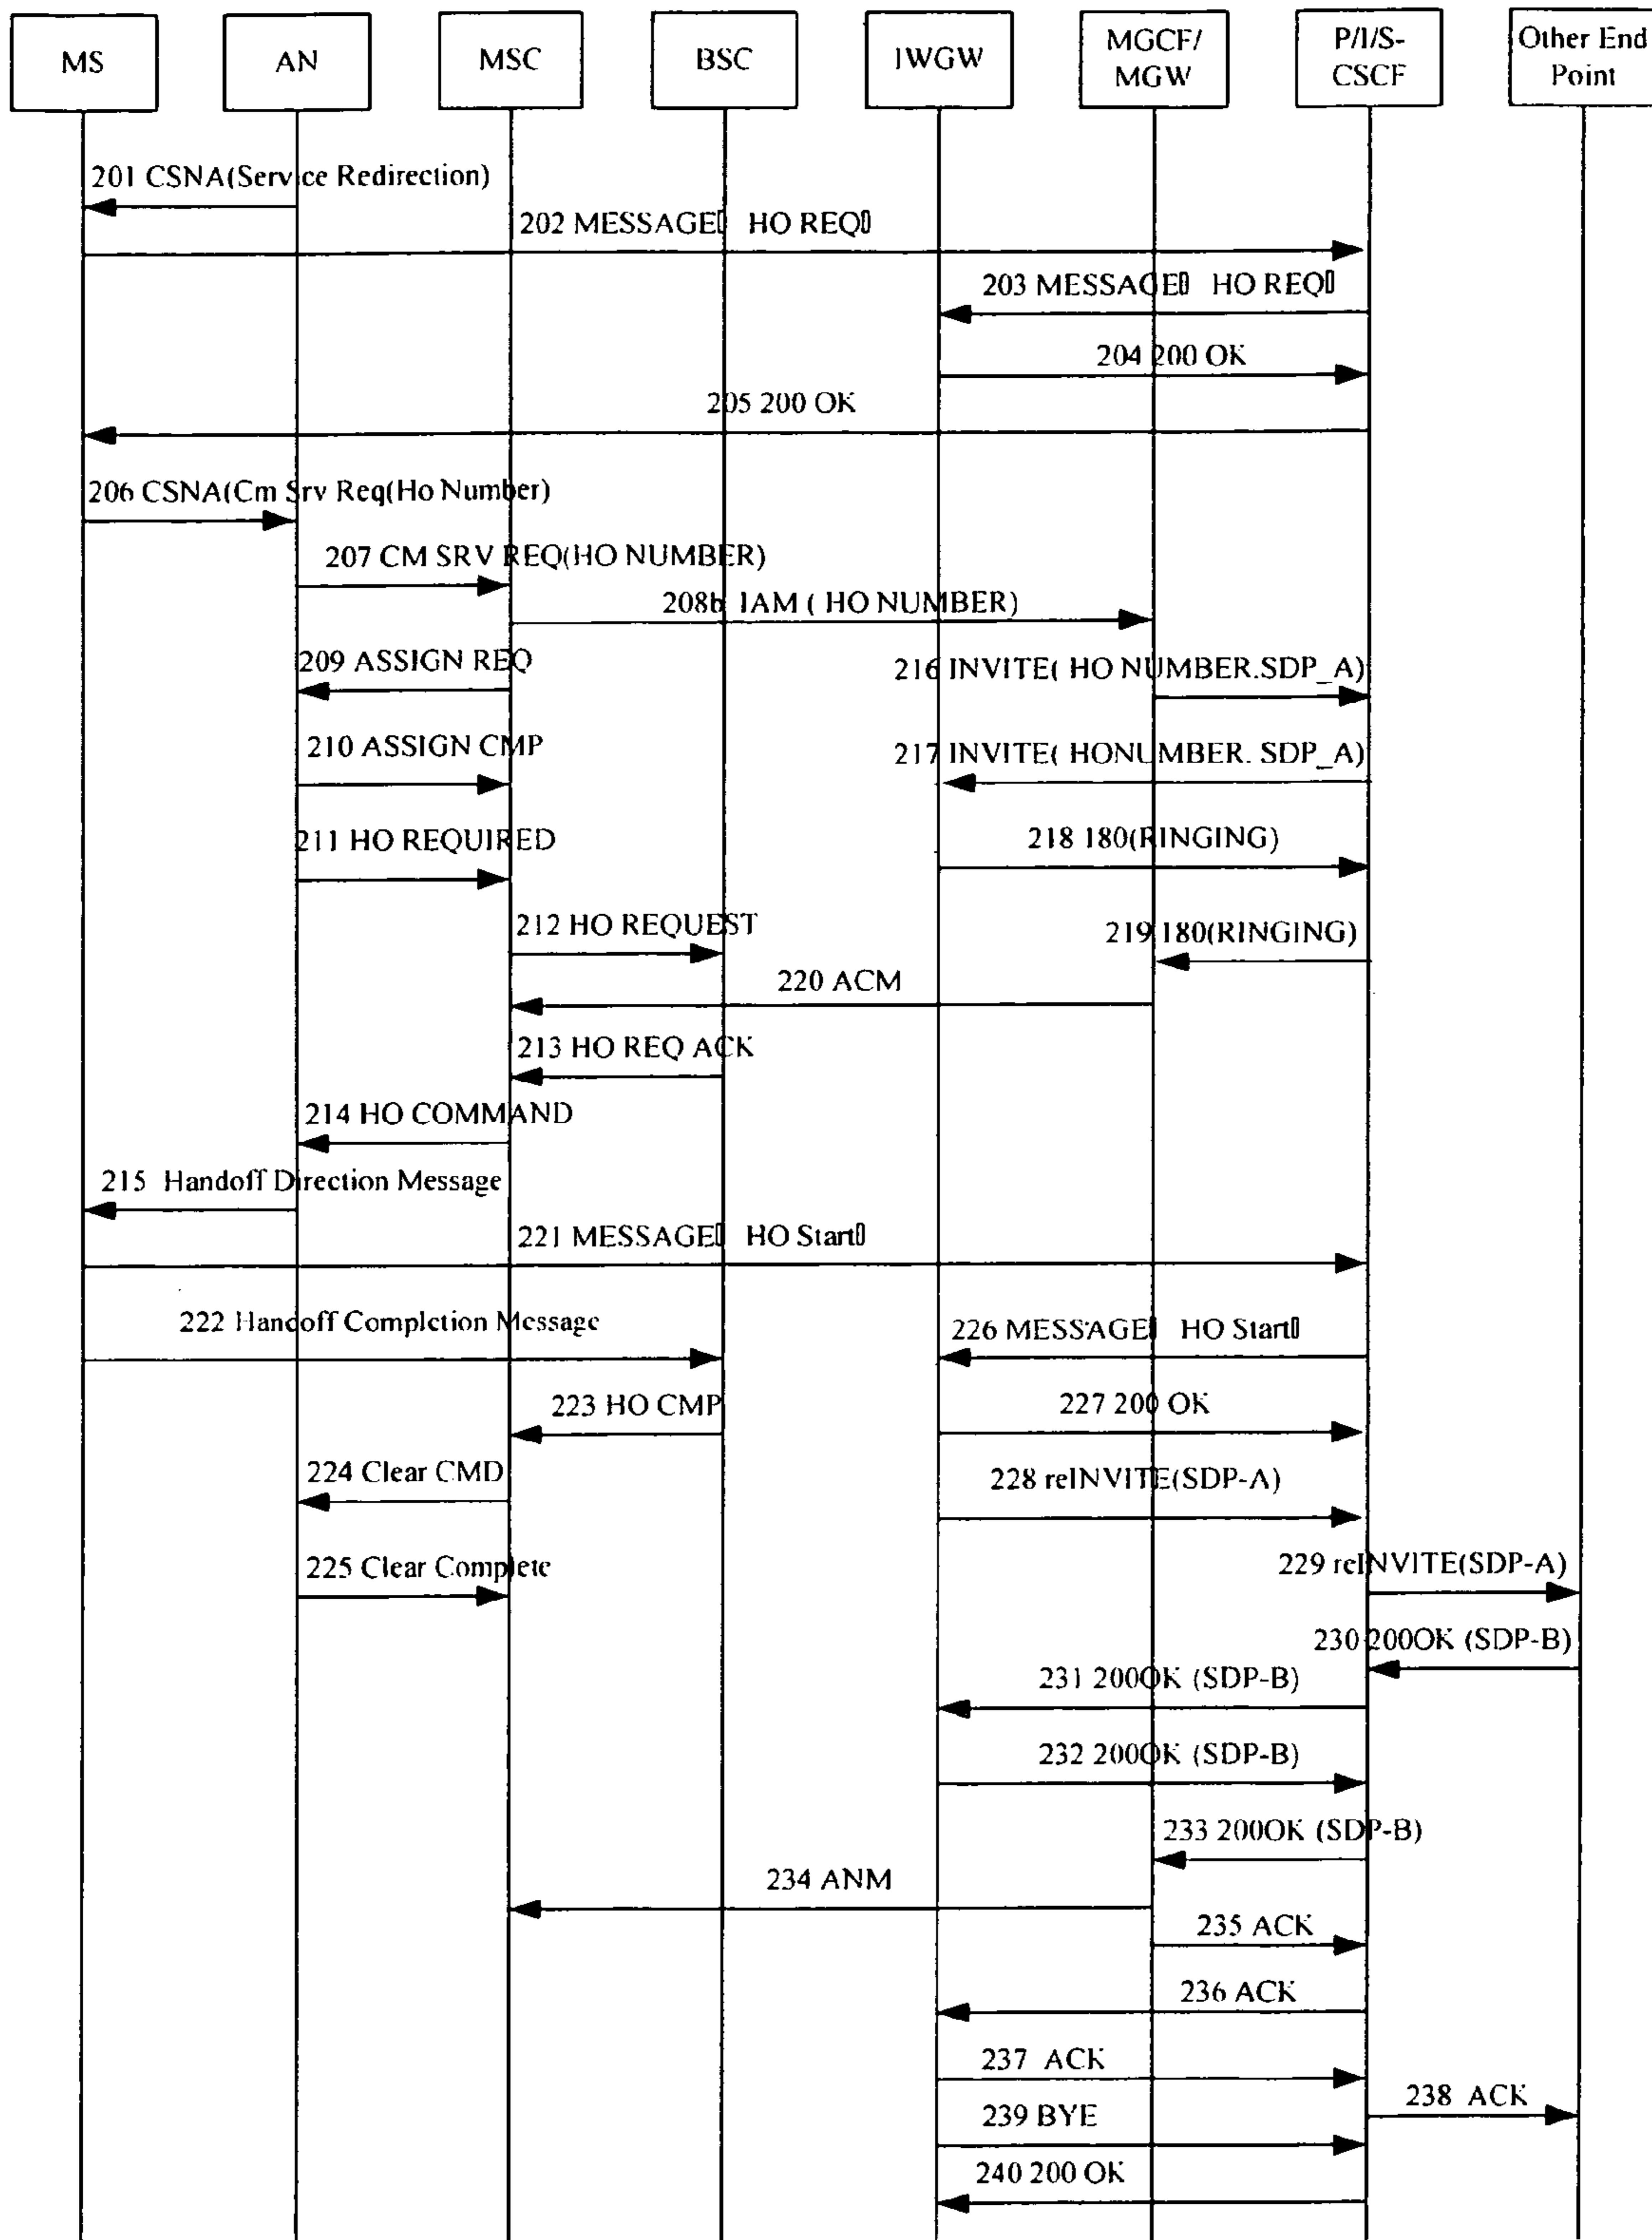 MS
AN
MSC
BSC
IWGW
MGCF/
MGW
P/I/S-
CSCF
Other End
Point
201 CSNA(Service Redirection)
202 MESSAGE HO REQ
203 MESSAGE HO REQ
204 200 OK
205 200 OK
206 CSNA(Cm Srv Req(Ho Number)
207 CM SRV REQ(HO NUMBER)
208b IAM ( HO NUMBER)
209 ASSIGN REQ
216 INVITE( HO NUMBER.SDP_A)
210 ASSIGN CMP
217 INVITE( HONUMBER. SDP_A)
211 HO REQUIRED
218 180(RINGING)
212 HO REQUEST
219 180(RINGING)
220 ACM
213 HO REQ ACK
214 HO COMMAND
215 Handoff Direction Message
221 MESSAGE HO Start
222 Handoff Completion Message
226 MESSAGE HO Start
223 HO CMP
227 200 OK
224 Clear CMD
228 reINVITE(SDP-A)
225 Clear Complete
229 reINVITE(SDP-A)
230 200OK (SDP-B)
231 200OK (SDP-B)
232 200OK (SDP-B)
233 200OK (SDP-B)
234 ANM
235 ACK
236 ACK
237 ACK
238 ACK
239 BYE
240 200 OK